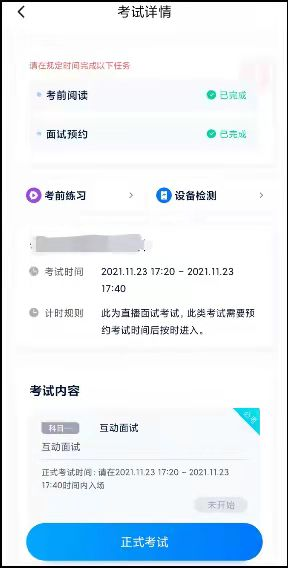 考试详情
请在规定时间完成以下任务
考前阅读 已完成
面试预约 已完成
考前练习 设备检测
考试时间 2021.11.23 17:20 - 2021.11.23
17:40
计时规则 此为直播面试考试，此类考试需要预
约考试时间后按时进入。
考试内容
科目一 互动面试
互动面试
正式考试时间：请在2021.11.23 17:20 - 2021.11.23
17:40时间内入场
未开始
正式考试